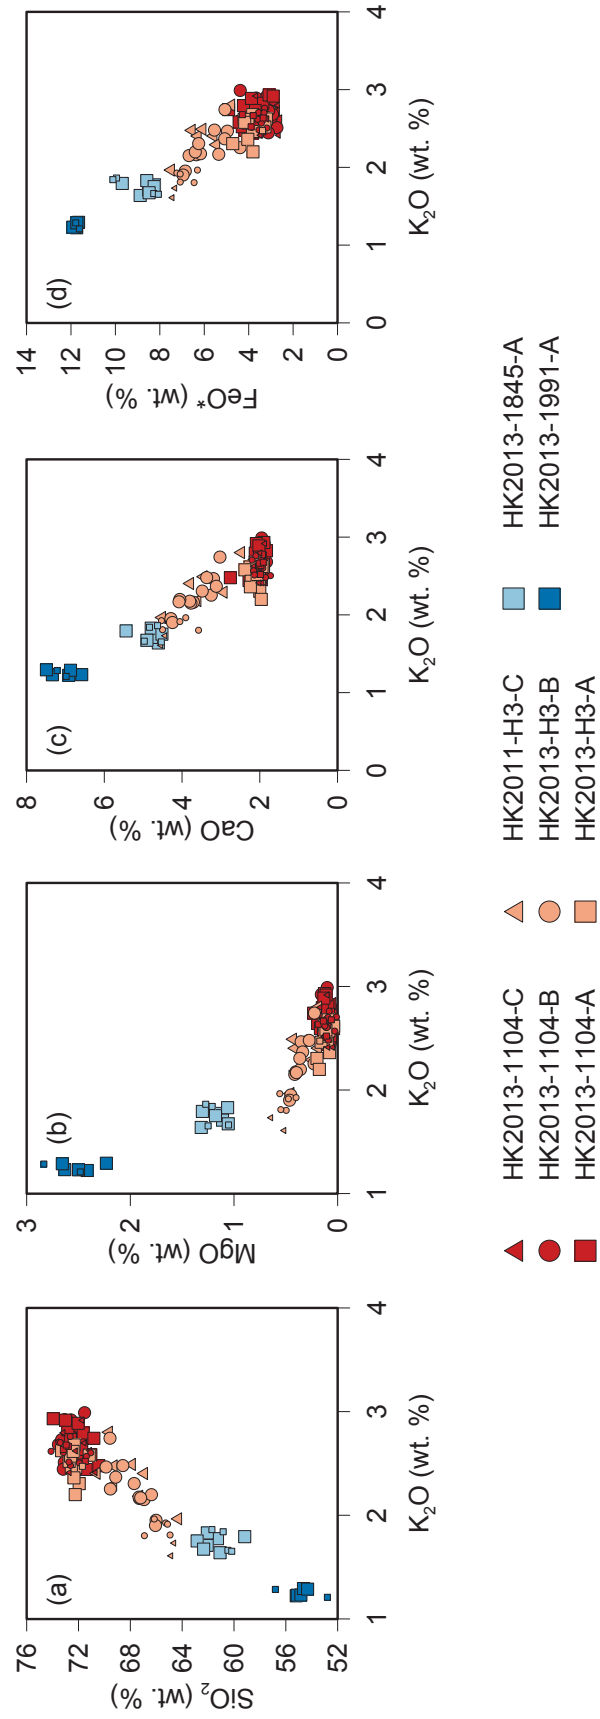 (a)
SiO2 (wt. %)
76
72
68
64
60
56
52
1
2
3
4
K2O (wt. %)
(b)
MgO (wt. %)
3
2
1
0
1
2
3
4
K2O (wt. %)
(c)
CaO (wt. %)
8
6
4
2
0
0
1
2
3
4
K2O (wt. %)
(d)
FeO* (wt. %)
14
12
10
8
6
4
2
0
0
1
2
3
4
K2O (wt. %)
HK2013-1104-C
HK2013-1104-B
HK2013-1104-A
HK2011-H3-C
HK2013-H3-B
HK2013-H3-A
HK2013-1845-A
HK2013-1991-A